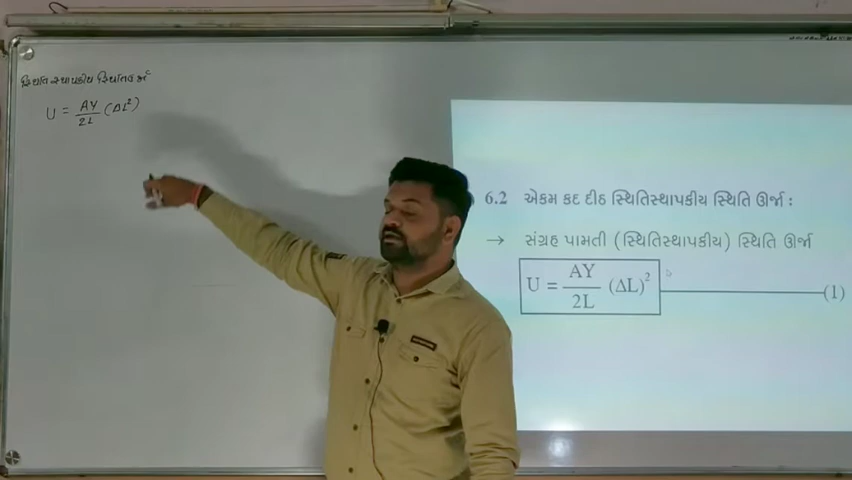 સ્થિતિ સ્થાપકીય સ્થિતિ ઊર્જા
U = AY/2L (ΔL²)
6.2 એકમ કદ દીઠ સ્થિતિસ્થાપકીય સ્થિતિ ઊર્જા :
→ સંગ્રહ પામતી (સ્થિતિસ્થાપકીય) સ્થિતિ ઊર્જા
U = AY/2L (ΔL)² (1)